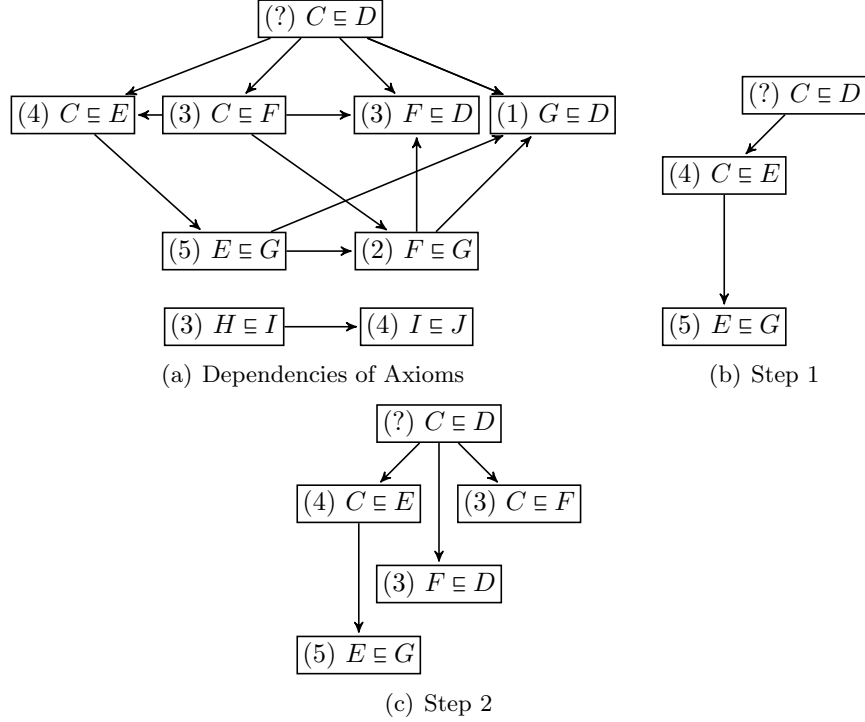 (?) C ⊑ D
(4) C ⊑ E
(3) C ⊑ F
(3) F ⊑ D
(1) G ⊑ D
(5) E ⊑ G
(2) F ⊑ G
(3) H ⊑ I
(4) I ⊑ J
(a) Dependencies of Axioms
(?) C ⊑ D
(4) C ⊑ E
(5) E ⊑ G
(b) Step 1
(?) C ⊑ D
(4) C ⊑ E
(3) C ⊑ F
(3) F ⊑ D
(5) E ⊑ G
(c) Step 2